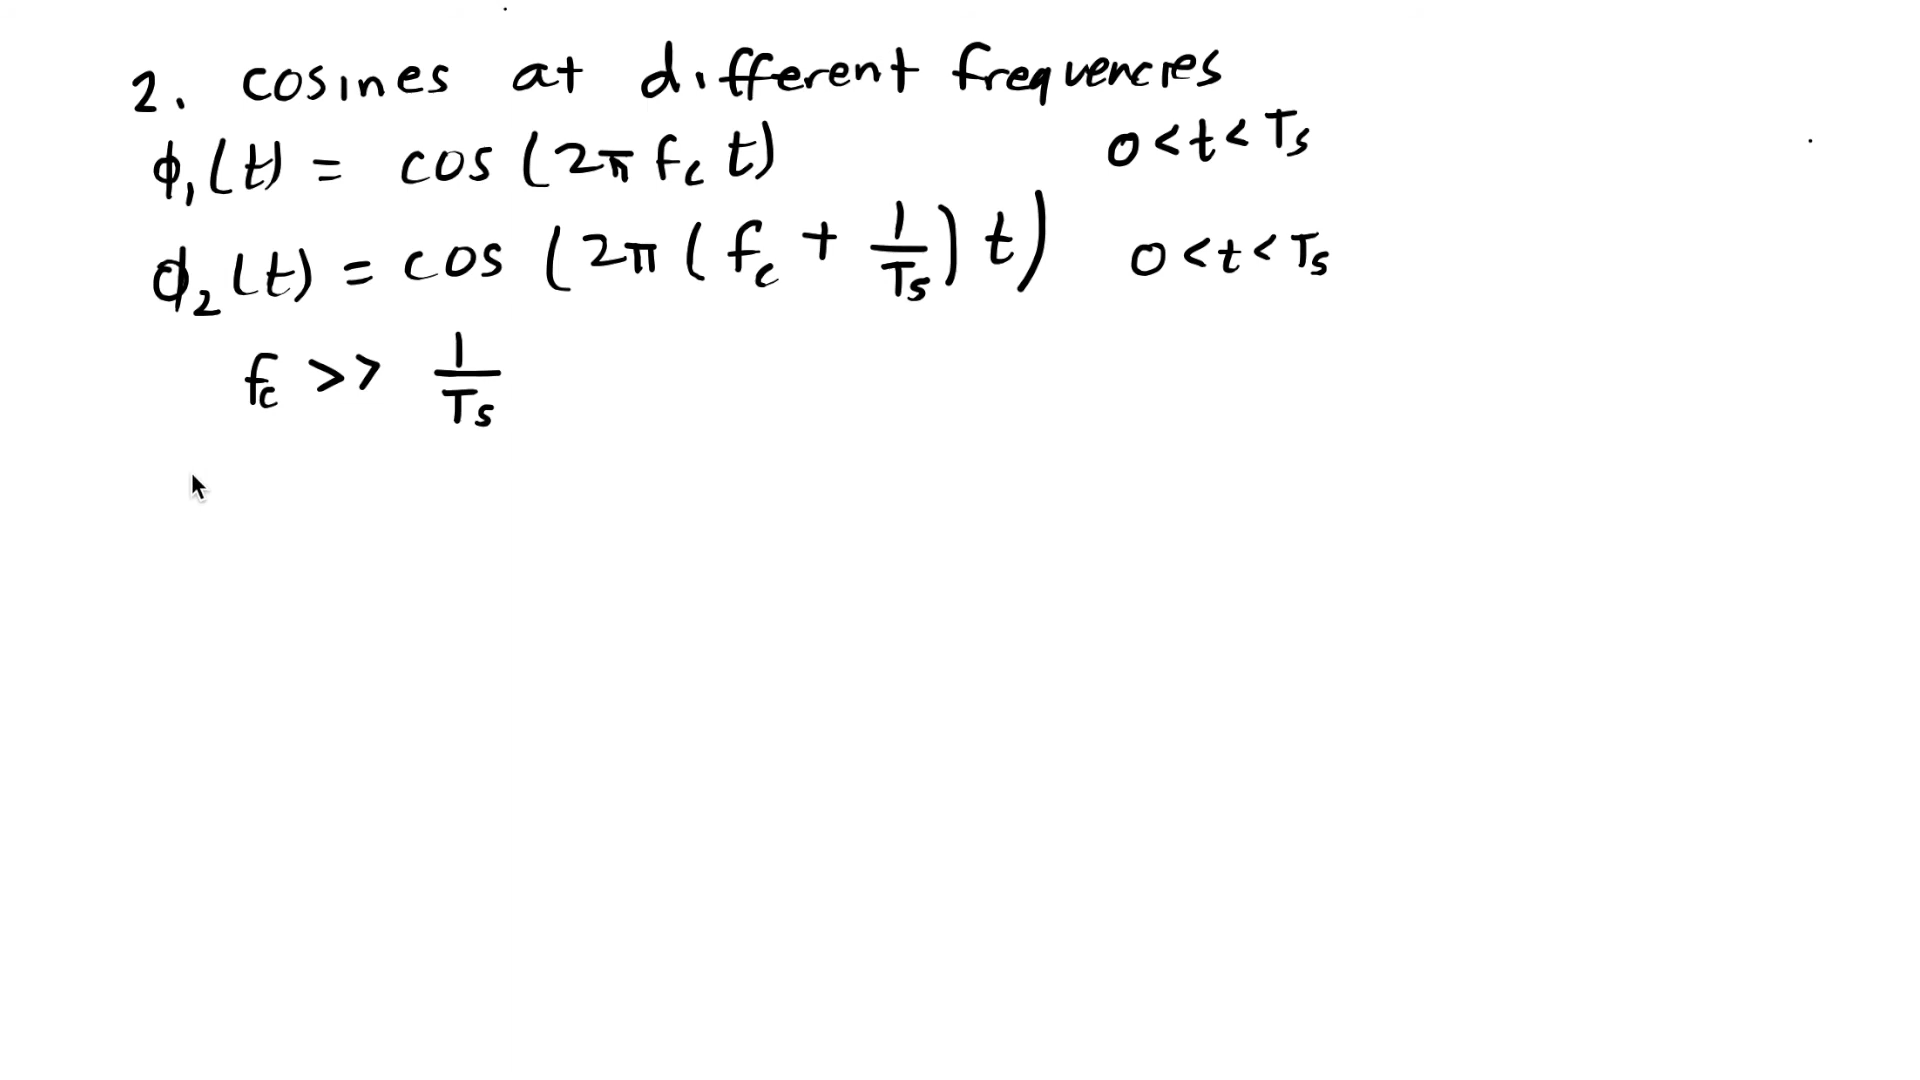 2. cosines at different frequencies
ϕ₁(t) = cos(2π f_c t) 0 < t < T_s
ϕ₂(t) = cos(2π(f_c + 1/T_s)t) 0 < t < T_s
f_c >> 1/T_s